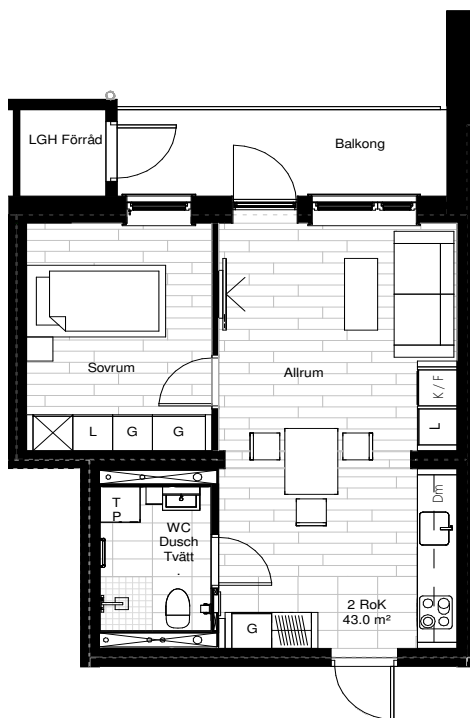 LGH Förråd
Balkong
Sovrum
Allrum
K / F
L
L
G
G
Dm
T
P
WC
Dusch
Tvätt
2 RoK
43.0 m²
G